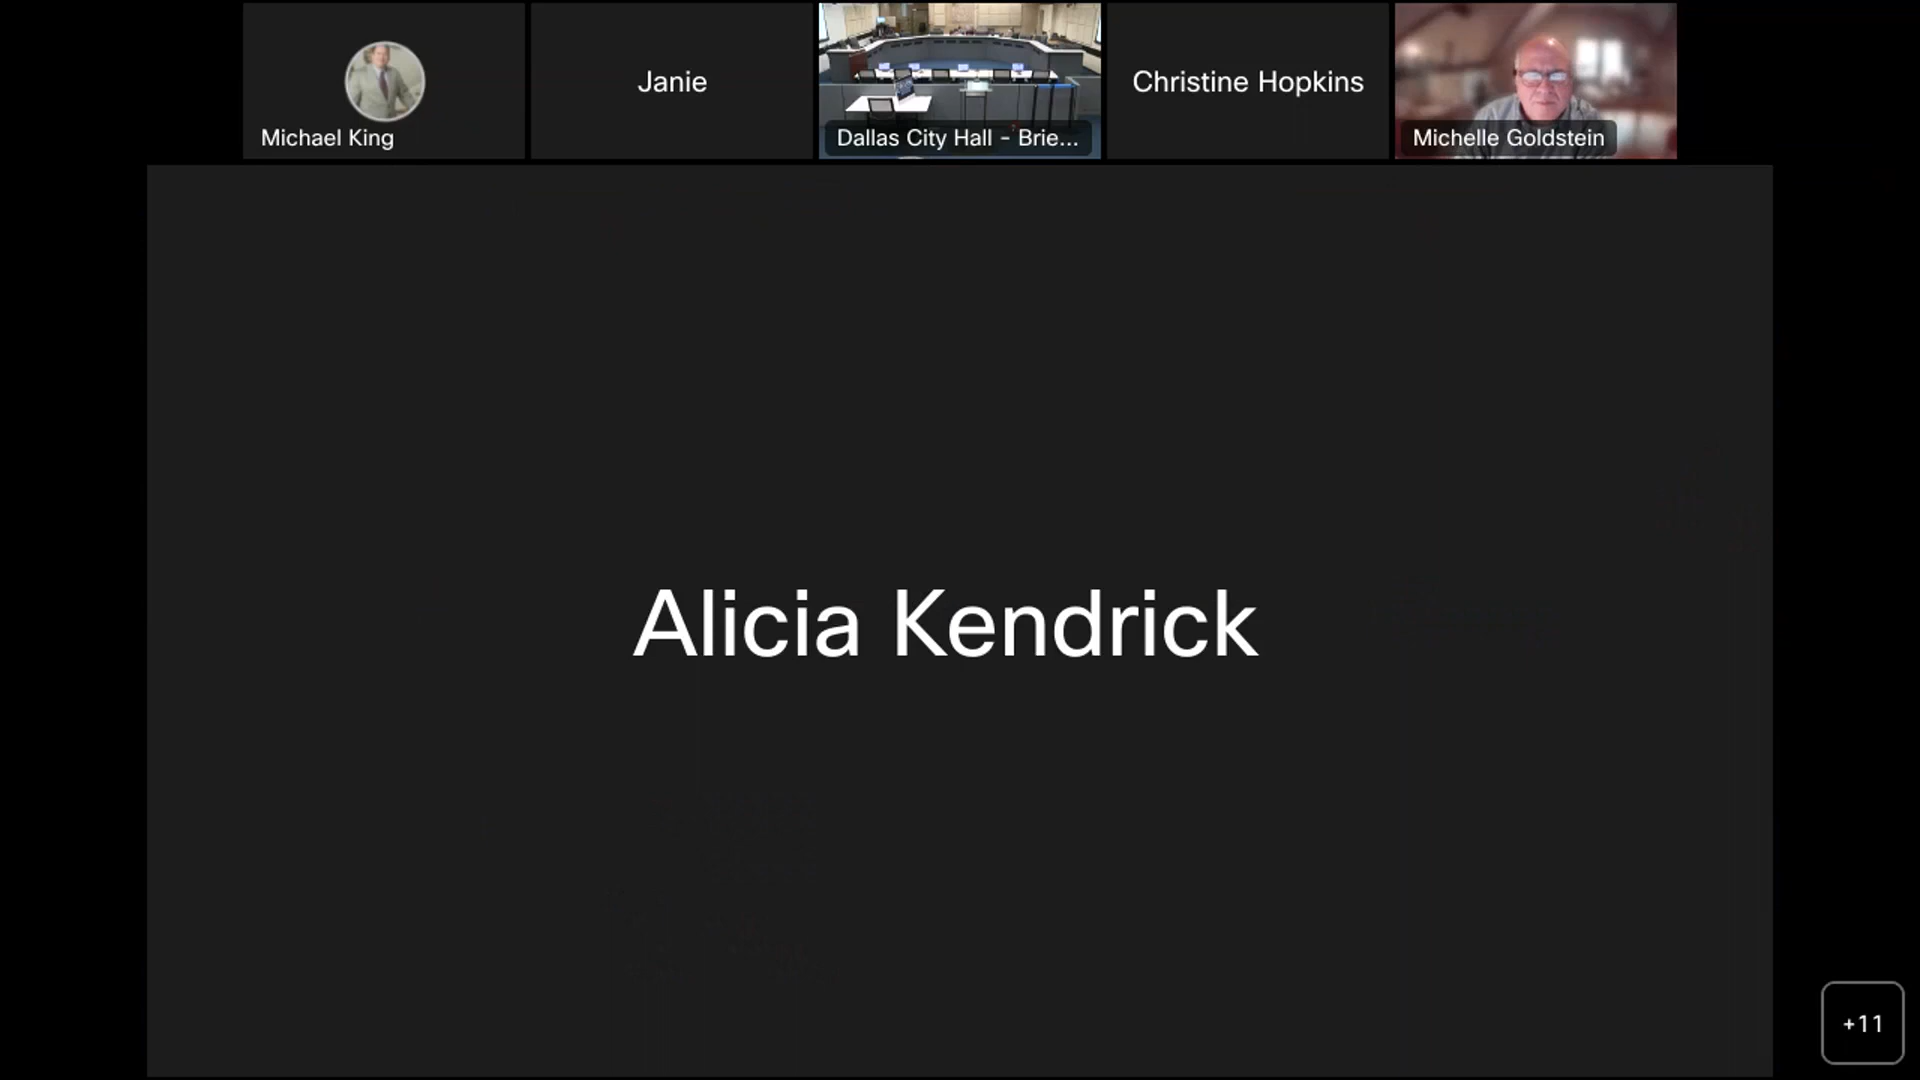 Michael King
Janie
Dallas City Hall - Brie...
Christine Hopkins
Michelle Goldstein
Alicia Kendrick
+11